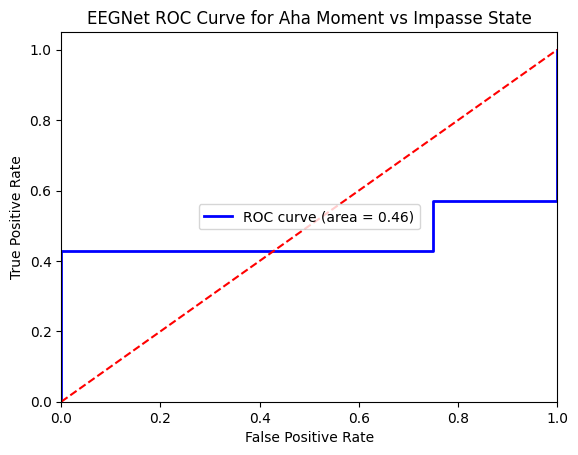 EEGNet ROC Curve for Aha Moment vs Impasse State
True Positive Rate
1.0
0.8
0.6
0.4
0.2
0.0
ROC curve (area = 0.46)
0.0 0.2 0.4 0.6 0.8 1.0
False Positive Rate